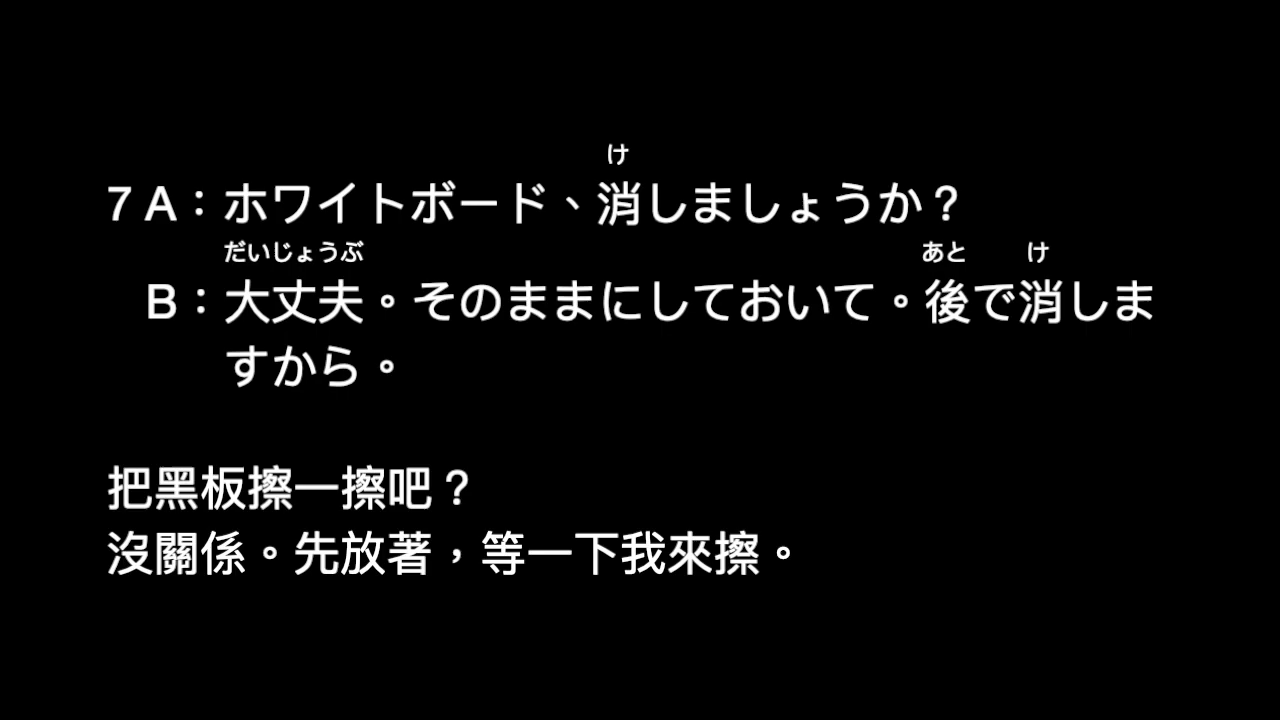 け
7 A：ホワイトボード、消しましょうか？
だいじょうぶ あと け
B：大丈夫。そのままにしておいて。後で消しま
すから。
把黑板擦一擦吧？
沒關係。先放著，等一下我來擦。